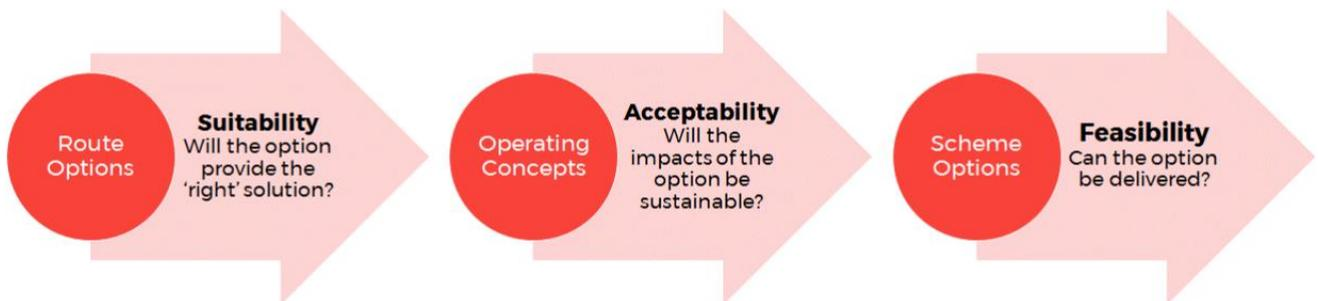 Route
Options
Suitability
Will the option
provide the
‘right’ solution?
Operating
Concepts
Acceptability
Will the
impacts of the
option be
sustainable?
Scheme
Options
Feasibility
Can the option
be delivered?